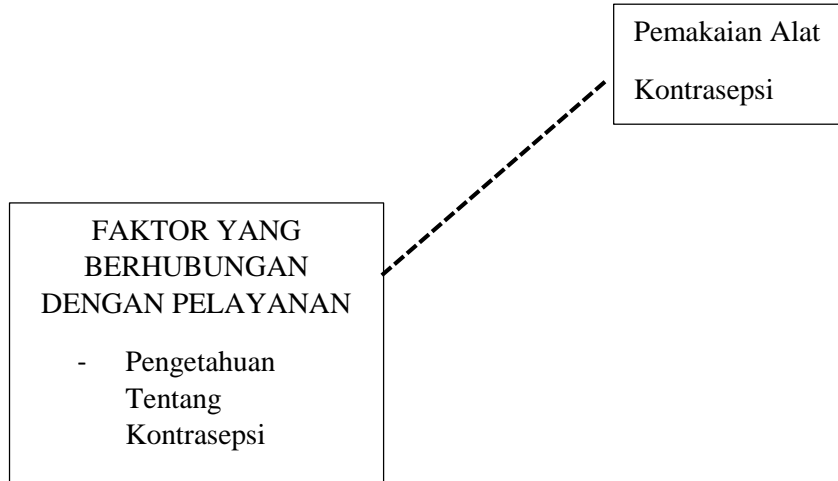 Pemakaian Alat
Kontrasepsi
FAKTOR YANG
BERHUBUNGAN
DENGAN PELAYANAN
- Pengetahuan
Tentang
Kontrasepsi